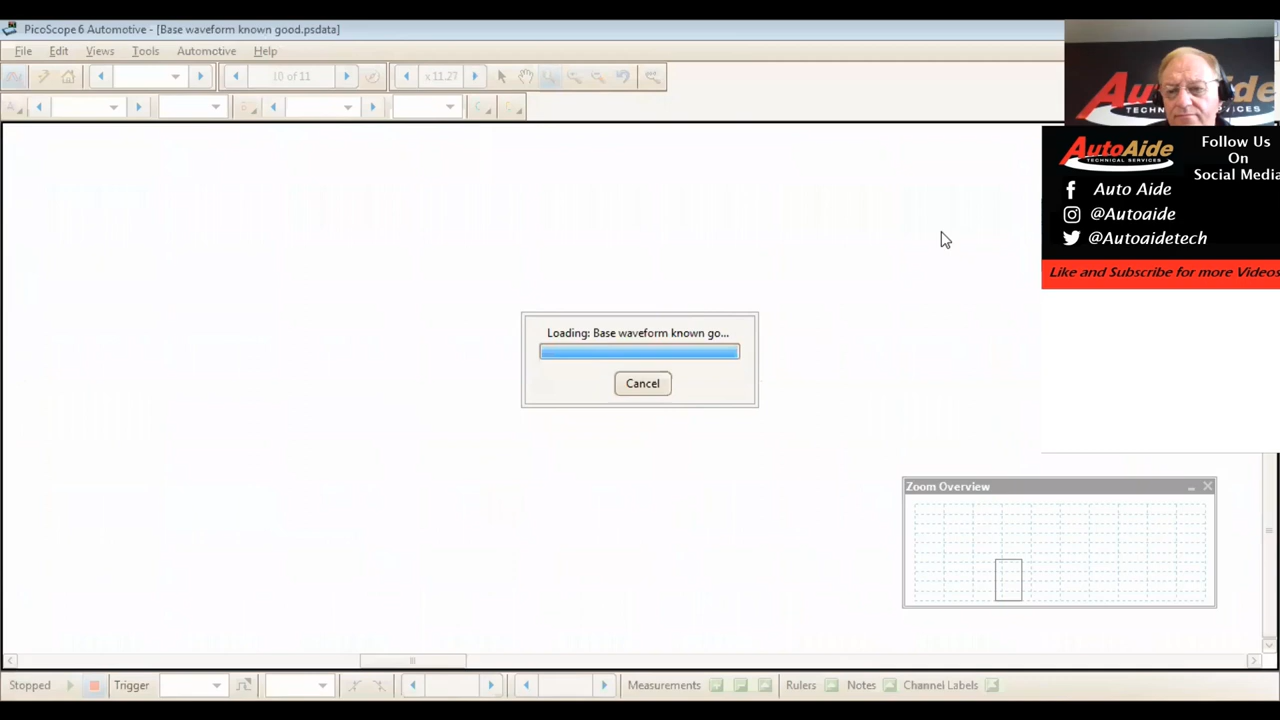 PicoScope 6 Automotive - [Base waveform known good.psdata]
File Edit Views Tools Automotive Help
10 of 11
x 11.27
AutoAide
TECHNICAL SERVICES
Follow Us
On
Social Media
Auto Aide
@Autoaide
@Autoaidetech
Like and Subscribe for more Videos
Loading: Base waveform known go...
Cancel
Zoom Overview
Stopped Trigger Measurements Rulers Notes Channel Labels